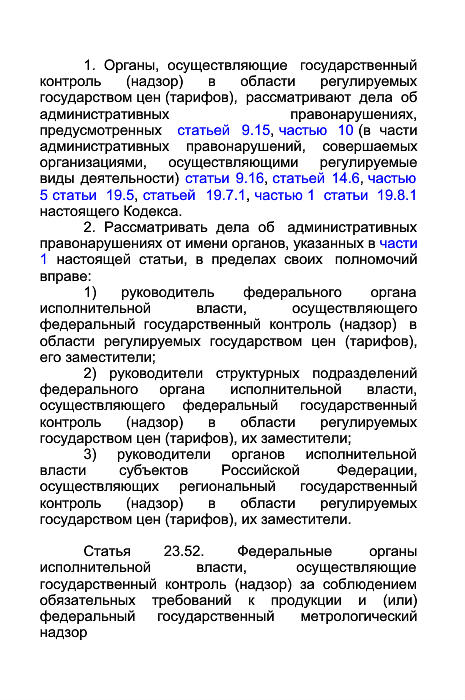 1. Органы, осуществляющие государственный
контроль (надзор) в области регулируемых
государством цен (тарифов), рассматривают дела об
административных правонарушениях,
предусмотренных статьей 9.15, частью 10 (в части
административных правонарушений, совершаемых
организациями, осуществляющими регулируемые
виды деятельности) статьи 9.16, статьей 14.6, частью
5 статьи 19.5, статьей 19.7.1, частью 1 статьи 19.8.1
настоящего Кодекса.
2. Рассматривать дела об административных
правонарушениях от имени органов, указанных в части
1 настоящей статьи, в пределах своих полномочий
вправе:
1) руководитель федерального органа
исполнительной власти, осуществляющего
федеральный государственный контроль (надзор) в
области регулируемых государством цен (тарифов),
его заместители;
2) руководители структурных подразделений
федерального органа исполнительной власти,
осуществляющего федеральный государственный
контроль (надзор) в области регулируемых
государством цен (тарифов), их заместители;
3) руководители органов исполнительной
власти субъектов Российской Федерации,
осуществляющих региональный государственный
контроль (надзор) в области регулируемых
государством цен (тарифов), их заместители.
Статья 23.52. Федеральные органы
исполнительной власти, осуществляющие
государственный контроль (надзор) за соблюдением
обязательных требований к продукции и (или)
федеральный государственный метрологический
надзор